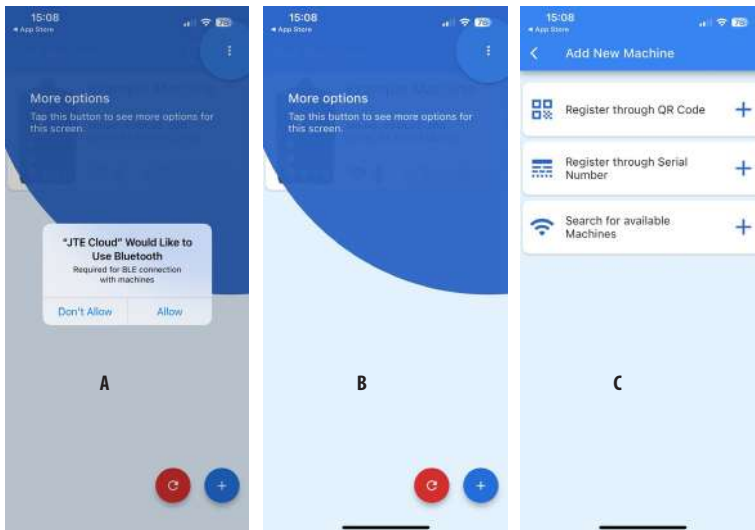 15:08
78
◀ App Store
More options
Tap this button to see more options for
this screen.
"JTE Cloud" Would Like to
Use Bluetooth
Required for BLE connection
with machines
Don't Allow
Allow
A
15:08
78
◀ App Store
More options
Tap this button to see more options for
this screen.
B
15:08
78
◀ App Store
Add New Machine
Register through QR Code
Register through Serial
Number
Search for available
Machines
C